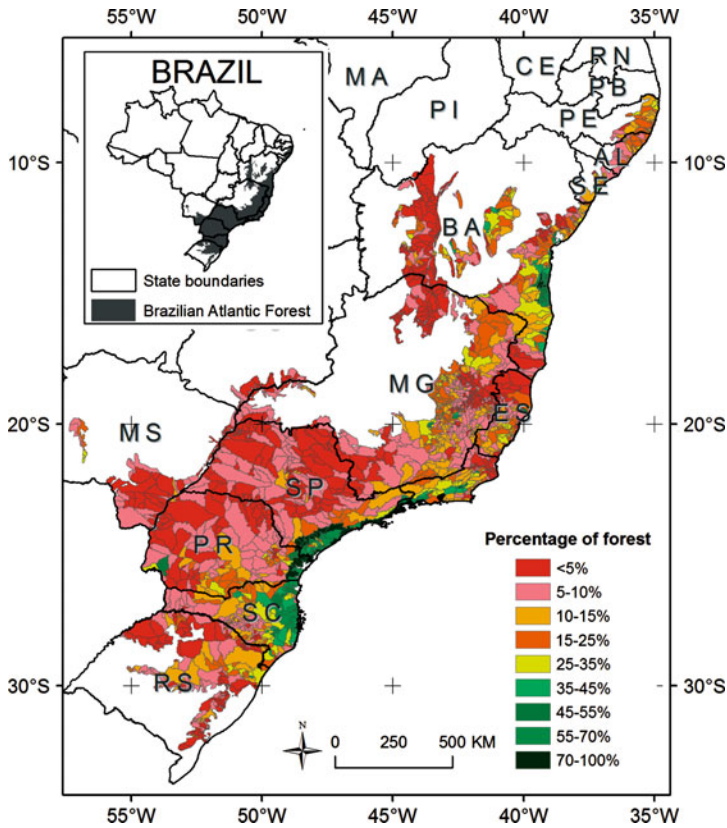 55°W 50°W 45°W 40°W 35°W
BRAZIL
State boundaries
Brazilian Atlantic Forest
MA
CE
RN
PB
PI
PE
10°S
AL
10°S
SE
BA
MG
ES
20°S
20°S
MS
SP
PR
SC
RS
30°S
30°S
Percentage of forest
<5%
5-10%
10-15%
15-25%
25-35%
35-45%
45-55%
55-70%
70-100%
N
0 250 500 KM
55°W 50°W 45°W 40°W 35°W